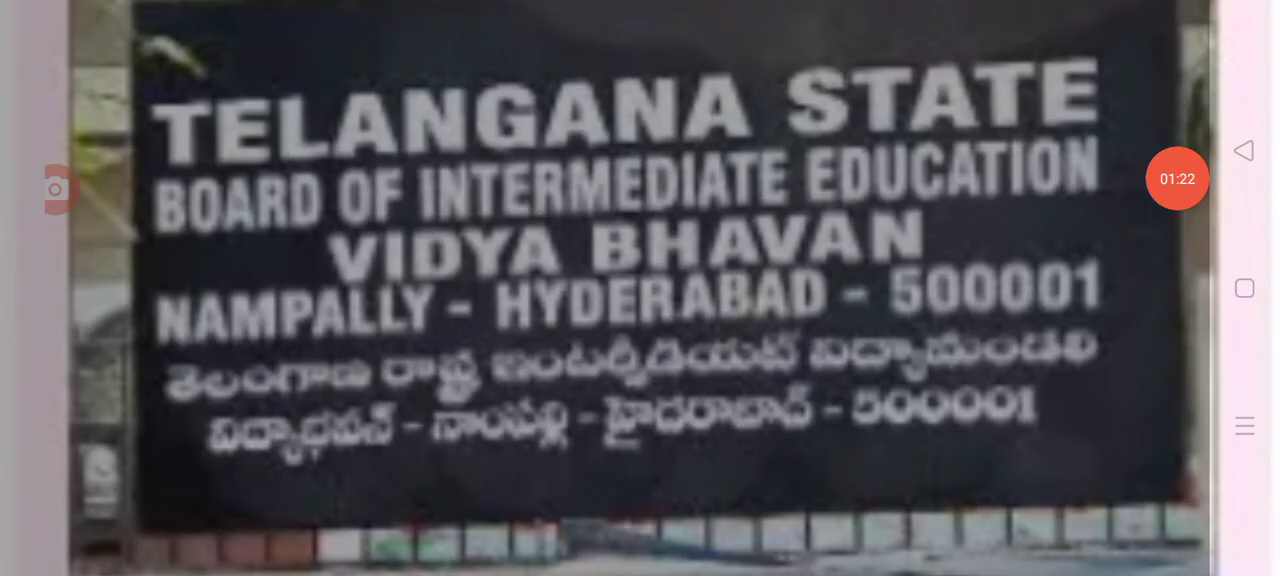 TELANGANA STATE
BOARD OF INTERMEDIATE EDUCATION
VIDYA BHAVAN
NAMPALLY - HYDERABAD - 500001
తెలంగాణ రాష్ట్ర ఇంటర్మీడియట్ విద్యామండలి
విద్యాభవన్ - నాంపల్లి - హైదరాబాద్ - 500001
01:22